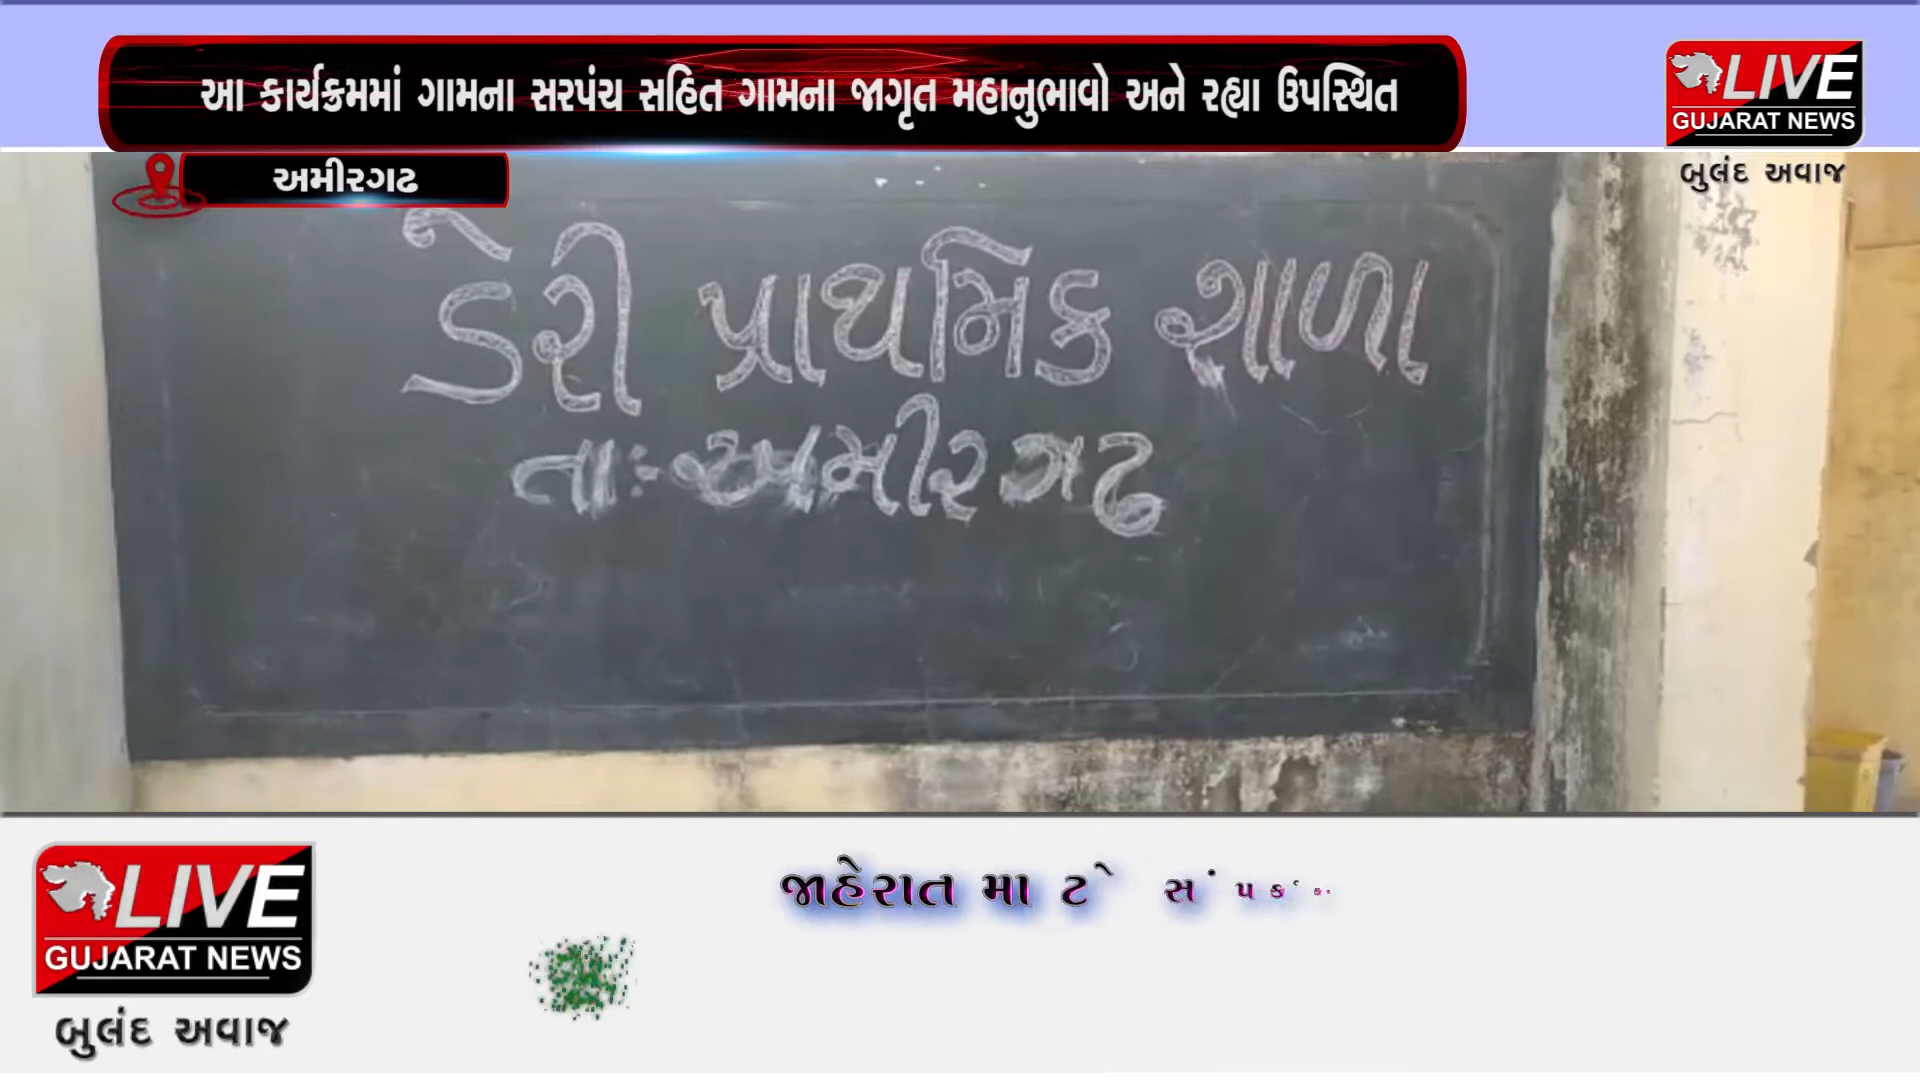 આ કાર્યક્રમમાં ગામના સરપંચ સહિત ગામના જાગૃત મહાનુભાવો અને રહ્યા ઉપસ્થિત
LIVE
GUJARAT NEWS
બુલંદ અવાજ
અમીરગઢ
ડેરી પ્રાથમિક શાળા
તાઃ-અમીરગઢ
LIVE
GUJARAT NEWS
બુલંદ અવાજ
જાહેરાત માટે સંપર્ક